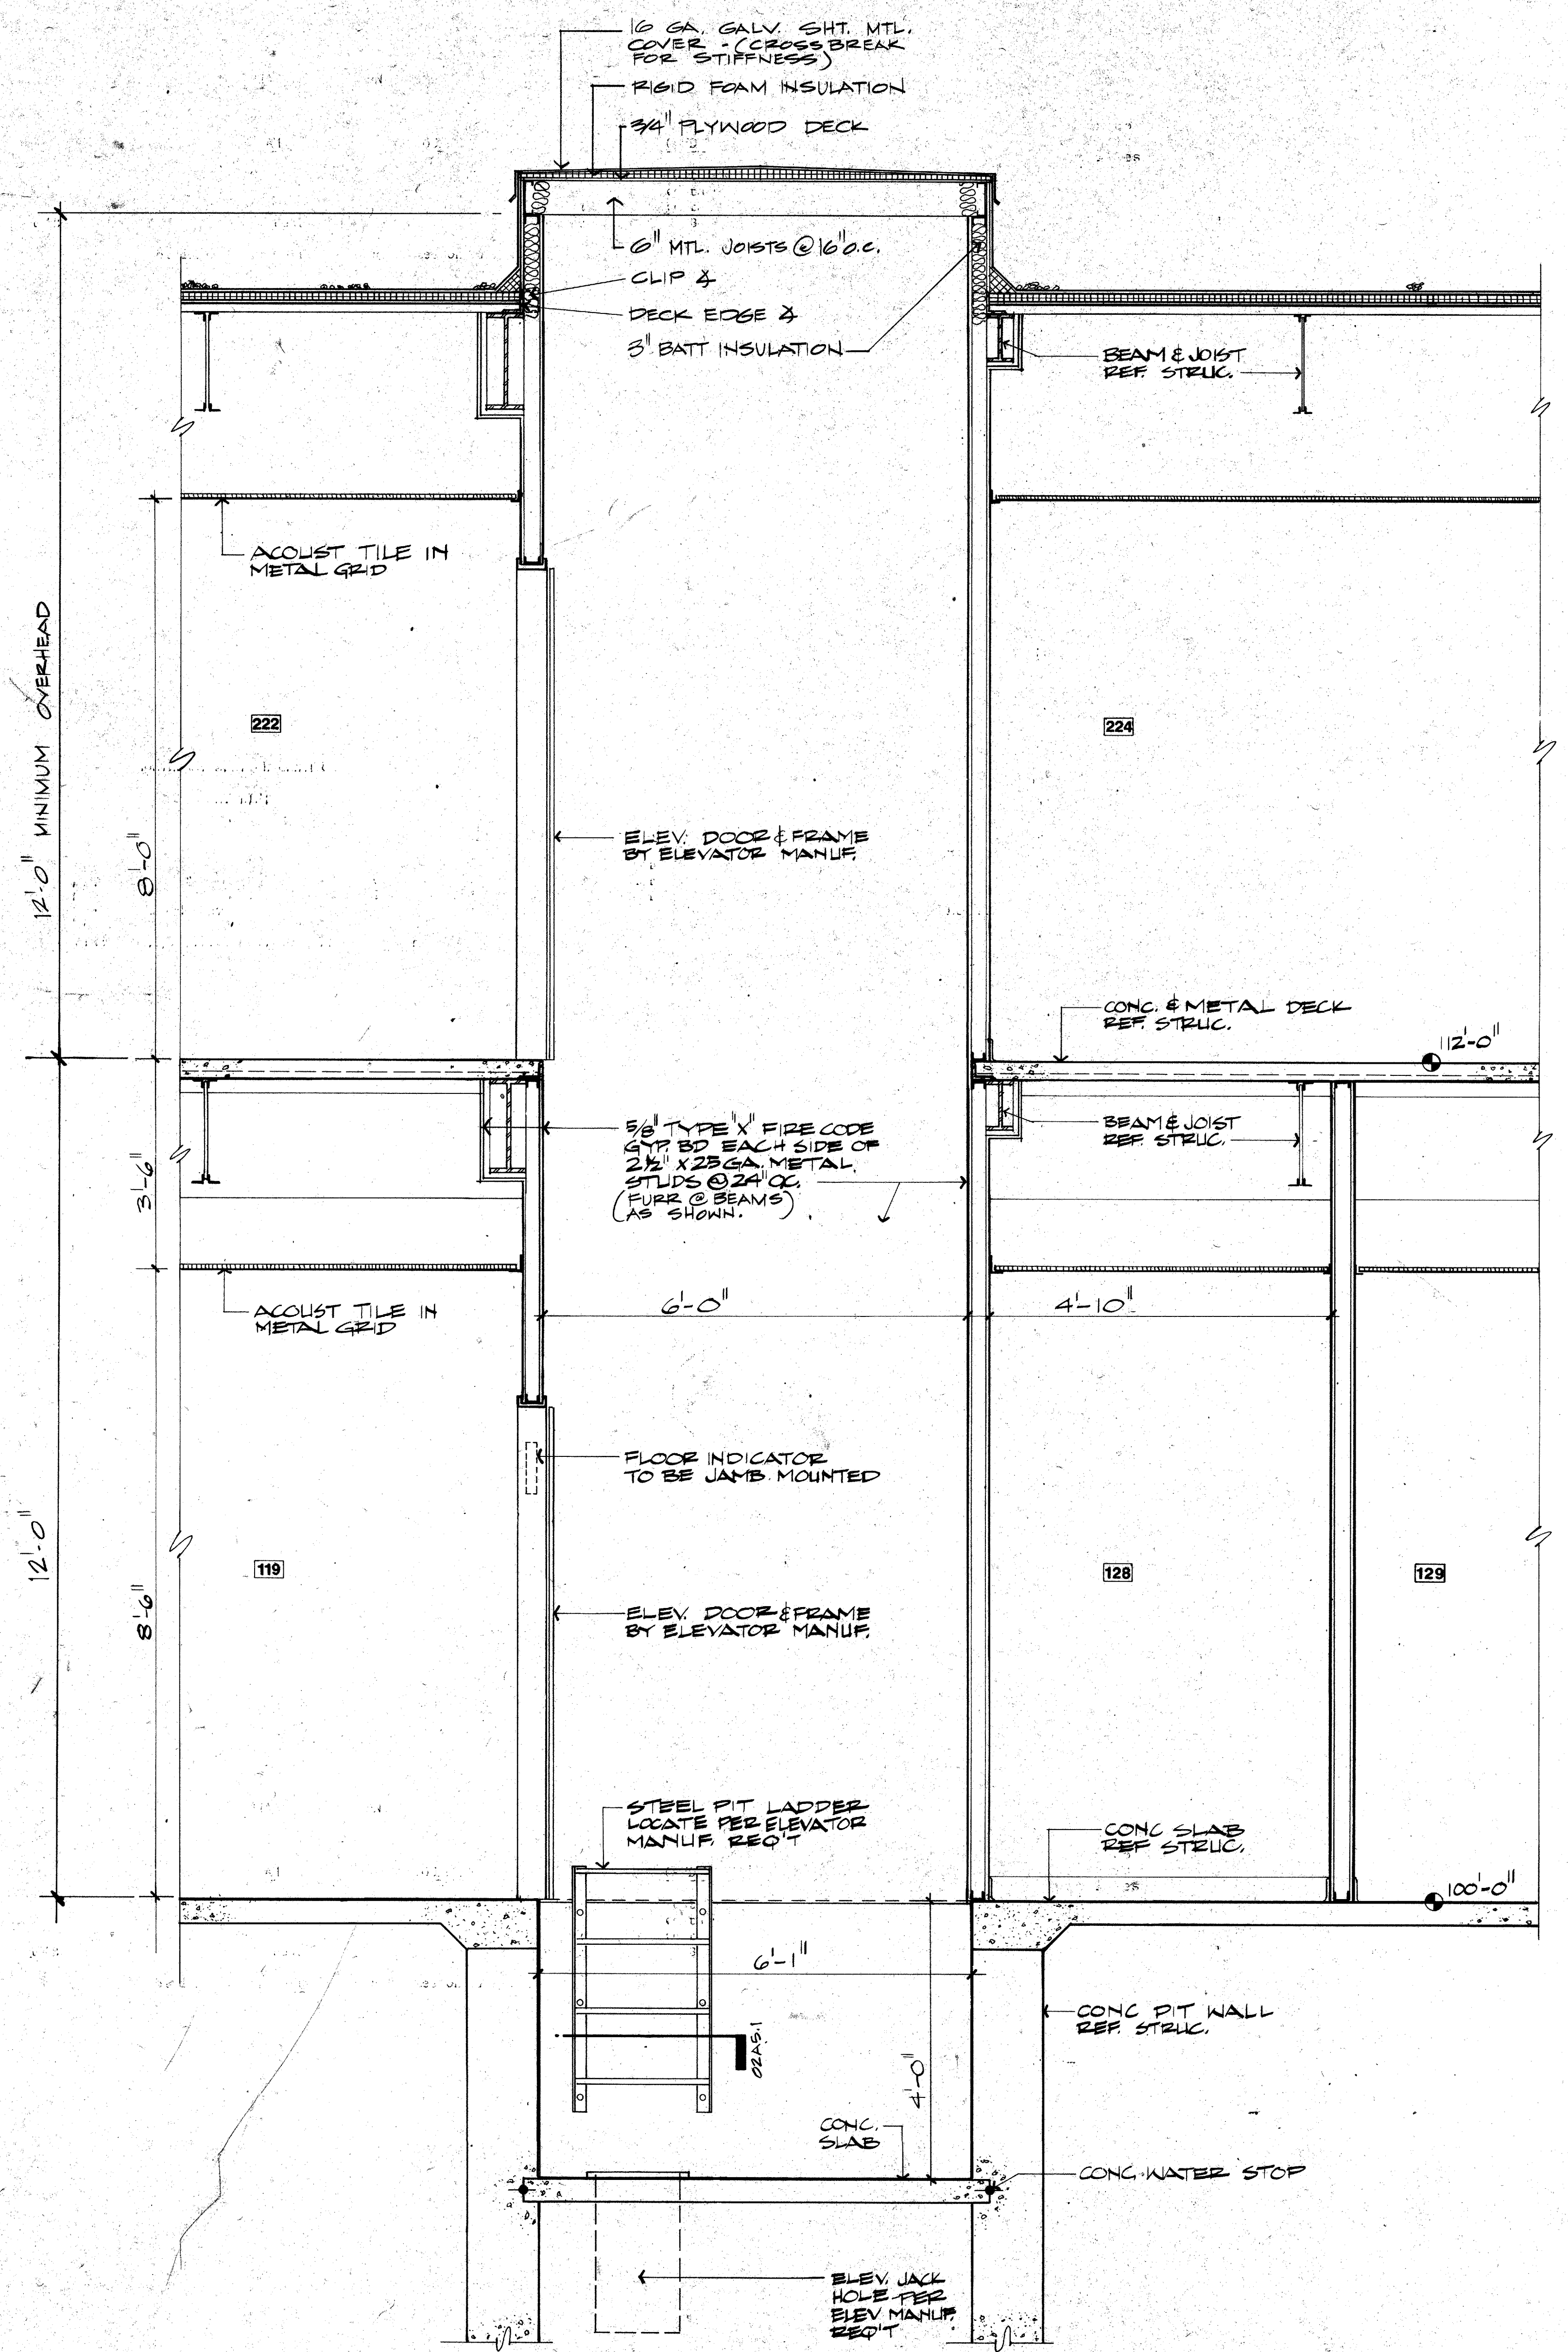 16 GA. GALV. SHT. MTL.
COVER - (CROSSBREAK
FOR STIFFNESS)
RIGID FOAM INSULATION
3/4" PLYWOOD DECK
6" MTL. JOISTS @ 16" O.C.
CLIP ∡
DECK EDGE ∡
3" BATT INSULATION
BEAM & JOIST
REF. STRUC.
ACOUST TILE IN
METAL GRID
12'-0" MINIMUM OVERHEAD
222
224
8'-0"
ELEV. DOOR & FRAME
BY ELEVATOR MANUF.
CONC. & METAL DECK
REF. STRUC.
112'-0"
5/8" TYPE "X" FIRE CODE
GYP. BD EACH SIDE OF
2½" X 25 GA. METAL
STUDS @ 24" O.C.
(FURR @ BEAMS)
AS SHOWN.
BEAM & JOIST
REF. STRUC.
3'-6"
ACOUST TILE IN
METAL GRID
6'-0"
4'-10"
FLOOR INDICATOR
TO BE JAMB MOUNTED
12'-0"
8'-6"
119
128
129
ELEV. DOOR & FRAME
BY ELEVATOR MANUF.
STEEL PIT LADDER
LOCATE PER ELEVATOR
MANUF. REQ'T
CONC SLAB
REF STRUC.
100'-0"
6'-1"
CONC PIT WALL
REF. STRUC.
02A5.1
4'-0"
CONC.
SLAB
CONC. WATER STOP
ELEV. JACK
HOLE PER
ELEV MANUF.
REQ'T